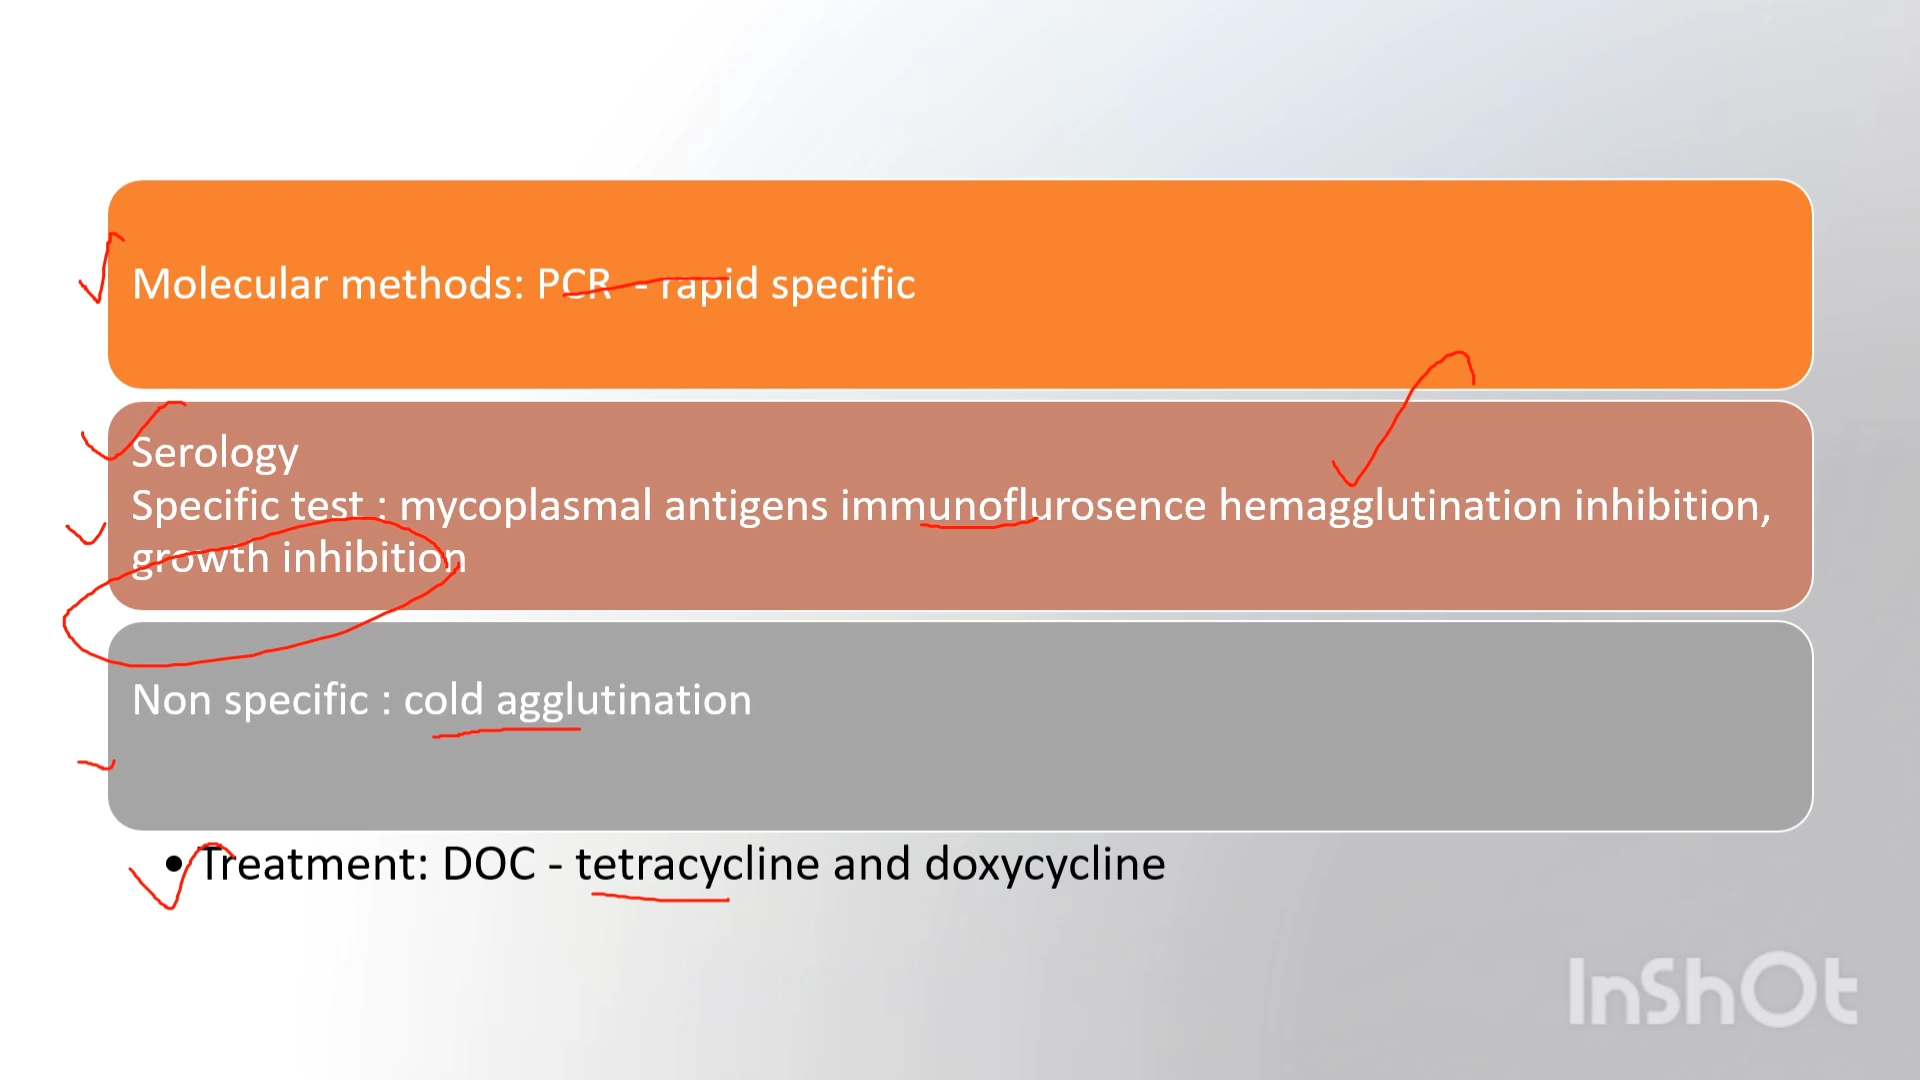 Molecular methods: PCR - rapid specific
Serology
Specific test : mycoplasmal antigens immunoflurosence hemagglutination inhibition,
growth inhibition
Non specific : cold agglutination
• Treatment: DOC - tetracycline and doxycycline
InShOt